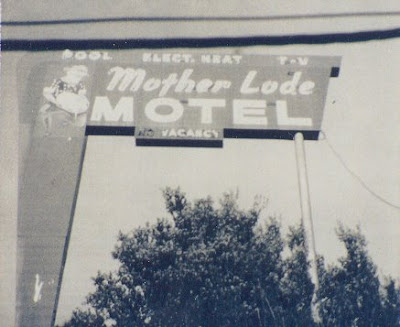 POOL ELECT. HEAT T-V
Mother Lode
MOTEL
NO VACANCY